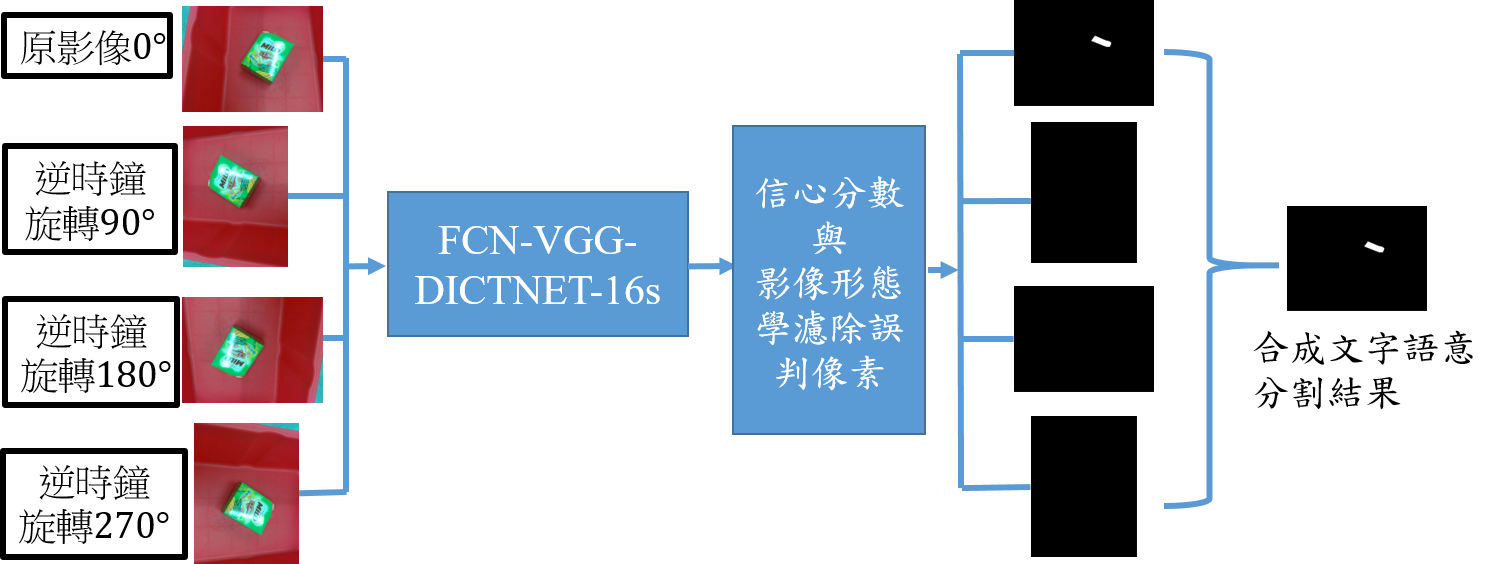 原影像0°
逆時鐘
旋轉90°
逆時鐘
旋轉180°
逆時鐘
旋轉270°
FCN-VGG-
DICTNET-16s
信心分數
與
影像形態
學濾除誤
判像素
合成文字語意
分割結果
MILO